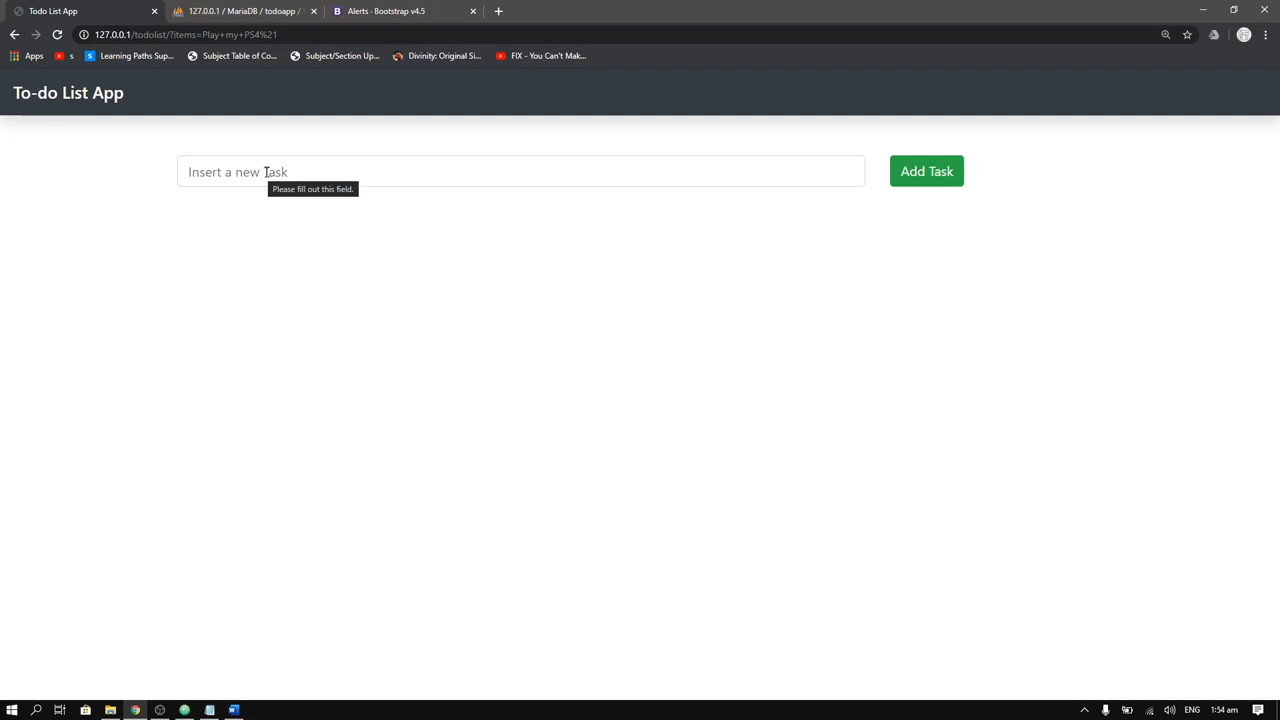 Todo List App
127.0.0.1 / MariaDB / todoapp /
Alerts · Bootstrap v4.5
127.0.0.1/todolist/?items=Play+my+PS4%21
Apps
s
Learning Paths Sup...
Subject Table of Co...
Subject/Section Up...
Divinity: Original Si...
FIX - You Can't Mak...
To-do List App
Insert a new Task
Add Task
Please fill out this field.
ENG
1:54 am